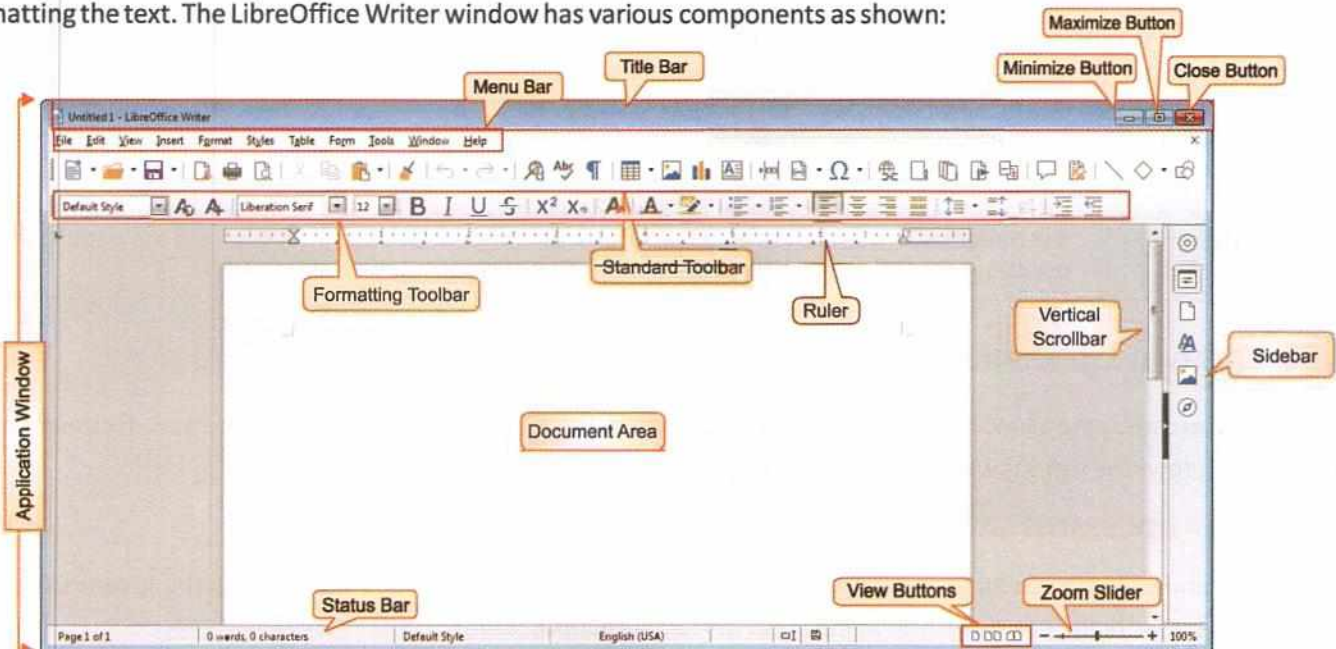 matting the text. The LibreOffice Writer window has various components as shown:
Maximize Button
Title Bar
Minimize Button
Close Button
Menu Bar
Untitled 1 - LibreOffice Writer
File Edit View Insert Format Styles Table Form Tools Window Help
Default Style Liberation Serif 12
Standard Toolbar
Formatting Toolbar
Ruler
Vertical
Scrollbar
Sidebar
Application Window
Document Area
View Buttons
Zoom Slider
Status Bar
Page 1 of 1 0 words, 0 characters Default Style English (USA) 100%